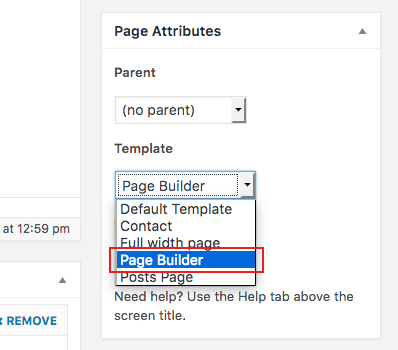 Page Attributes
Parent
(no parent)
Template
Page Builder
Default Template
Contact
Full width page
Page Builder
Posts Page
Need help? Use the Help tab above the
screen title.
at 12:59 pm
REMOVE